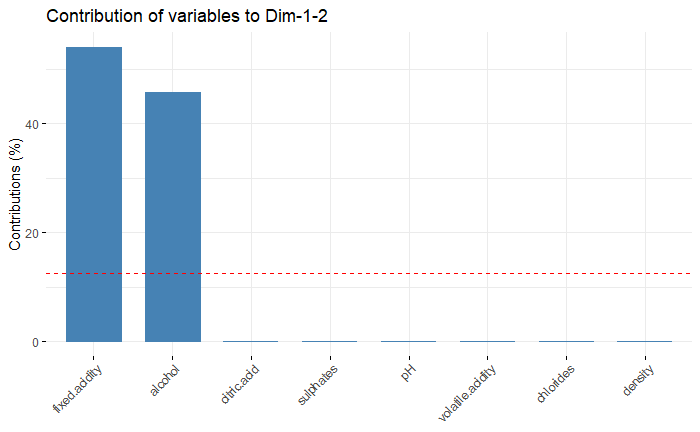 Contribution of variables to Dim-1-2
Contributions (%)
40
20
0
fixed.acidity
alcohol
citric.acid
sulphates
pH
volatile.acidity
chlorides
density